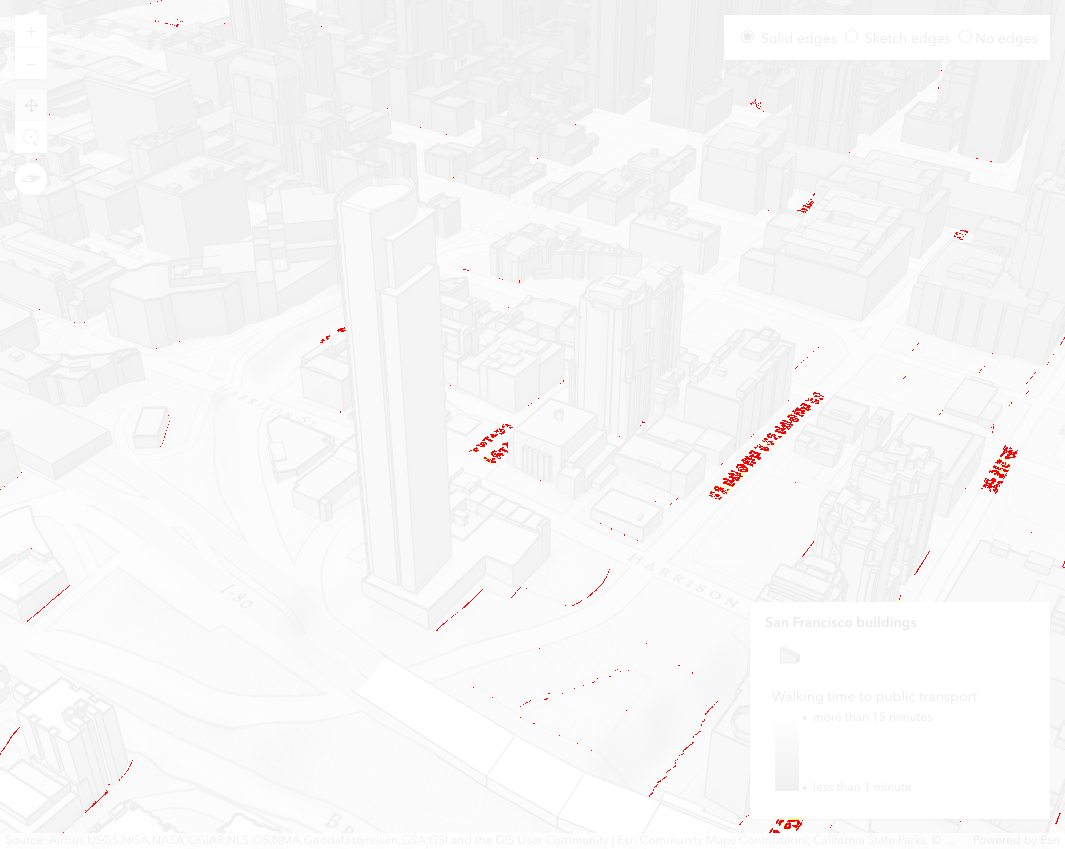 Solid edges Sketch edges No edges
I-80
HARRISON
San Francisco buildings
Walking time to public transport
more than 15 minutes
less than 1 minute
Source: Airbus,USGS,NGA,NASA,CGIAR,NLS,OS,NMA,Geodatastyrelsen,GSA,GSI and the GIS User Community | Esri Community Maps Contributors, California State Parks, © ... Powered by Esri